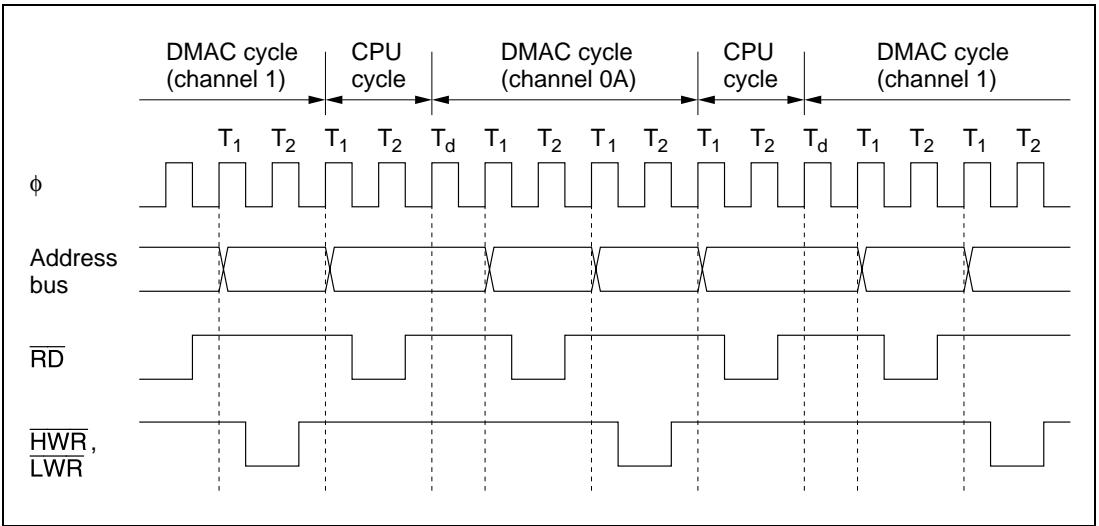 DMAC cycle (channel 1)
CPU cycle
DMAC cycle (channel 0A)
CPU cycle
DMAC cycle (channel 1)
T1 T2 T1 T2 Td T1 T2 T1 T2 T1 T2 Td T1 T2 T1 T2
φ
Address bus
RD
HWR,
LWR